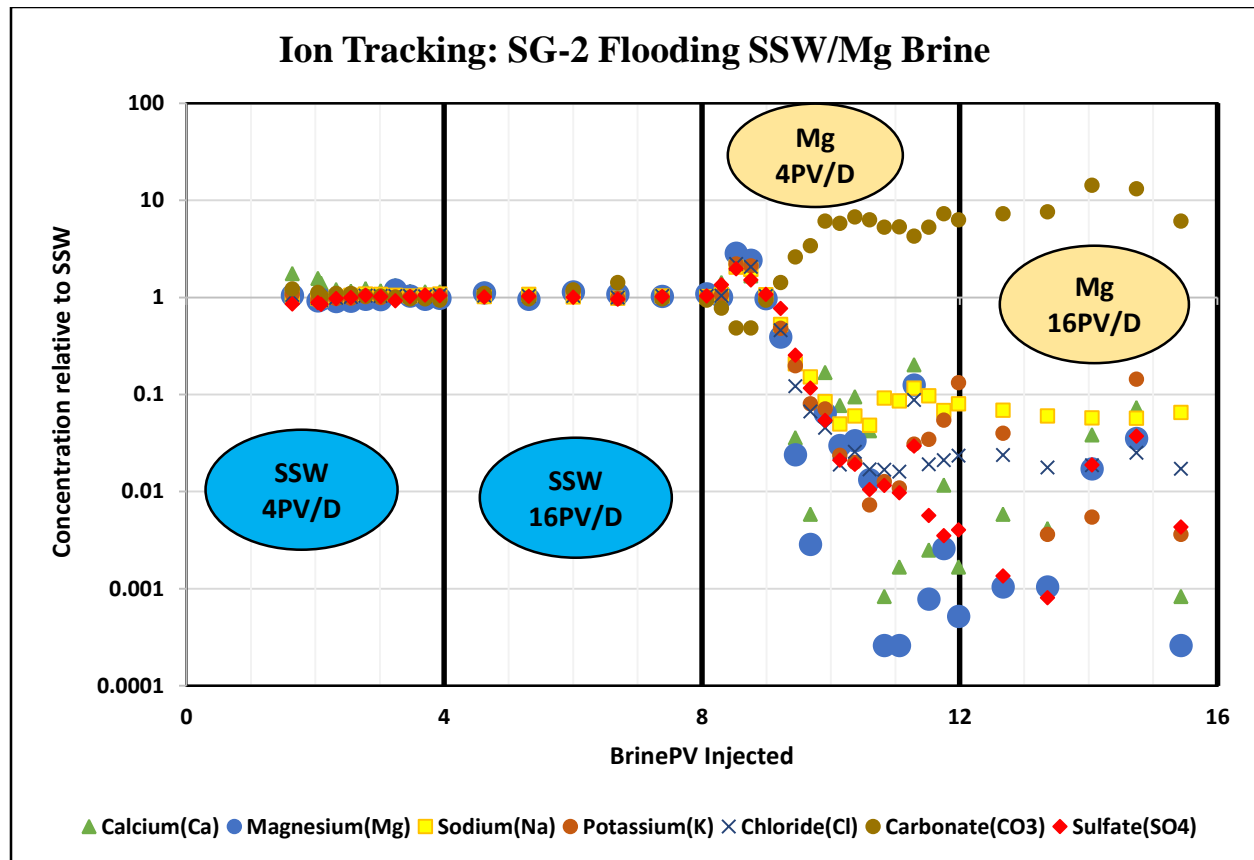 Ion Tracking: SG-2 Flooding SSW/Mg Brine
100
10
1
0.1
0.01
0.001
0.0001
Concentration relative to SSW
Mg
4PV/D
Mg
16PV/D
SSW
4PV/D
SSW
16PV/D
0 4 8 12 16
BrinePV Injected
Calcium(Ca) Magnesium(Mg) Sodium(Na) Potassium(K) Chloride(Cl) Carbonate(CO3) Sulfate(SO4)